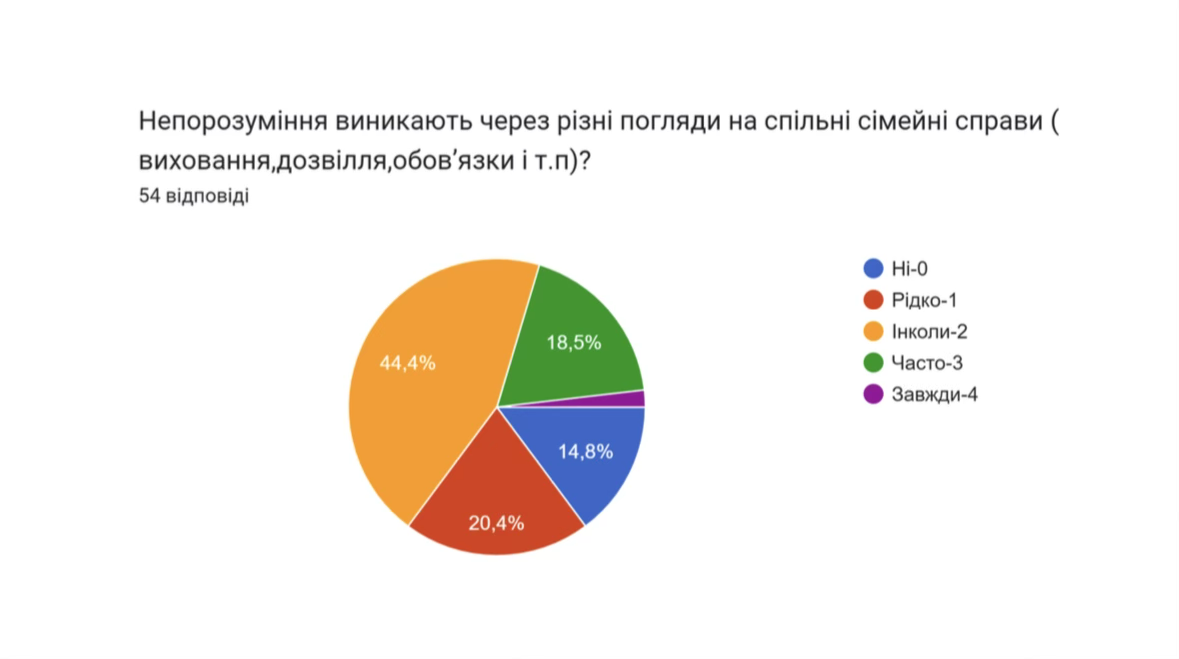 Непорозуміння виникають через різні погляди на спільні сімейні справи (
виховання,дозвілля,обов’язки і т.п)?
54 відповіді
Ні-0
Рідко-1
Інколи-2
Часто-3
Завжди-4
44,4%
18,5%
14,8%
20,4%